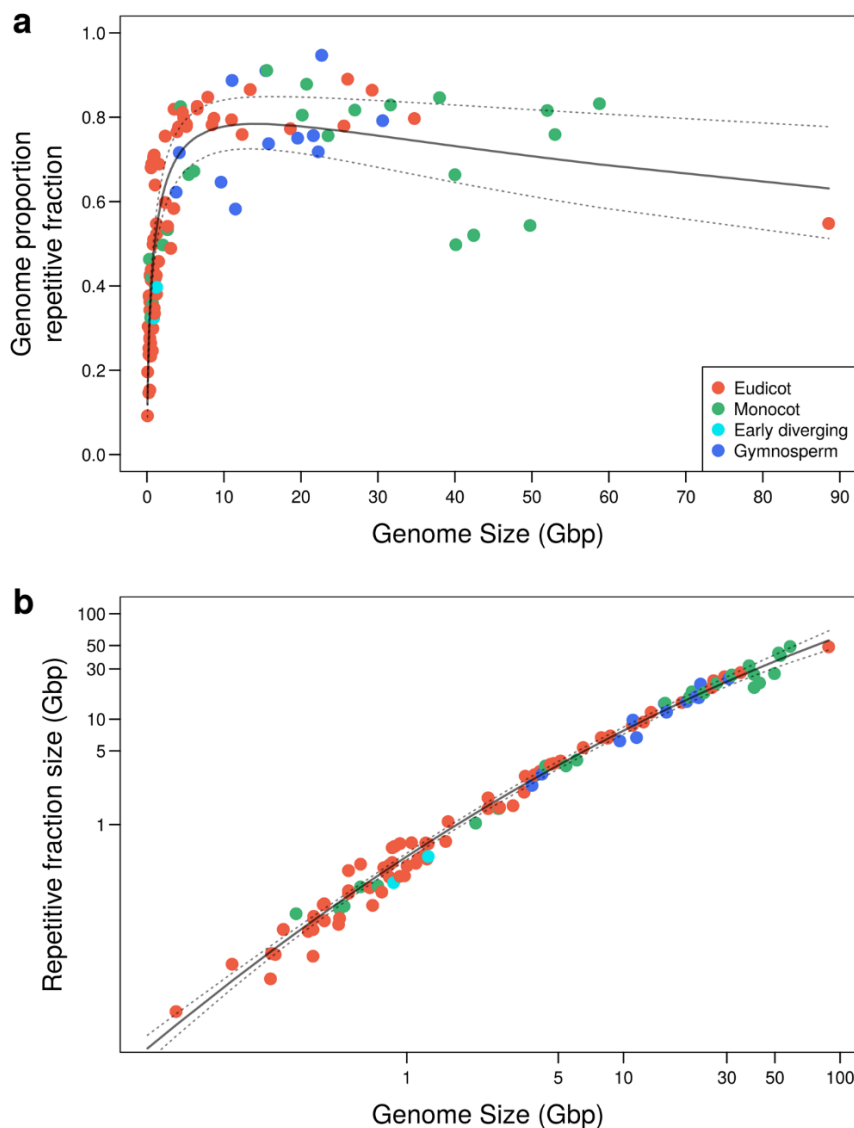 a
1.0
0.8
0.6
0.4
0.2
0.0
Genome proportion
repetitive fraction
Eudicot
Monocot
Early diverging
Gymnosperm
0 10 20 30 40 50 60 70 80 90
Genome Size (Gbp)
b
100
50
30
10
5
1
Repetitive fraction size (Gbp)
1 5 10 30 50 100
Genome Size (Gbp)